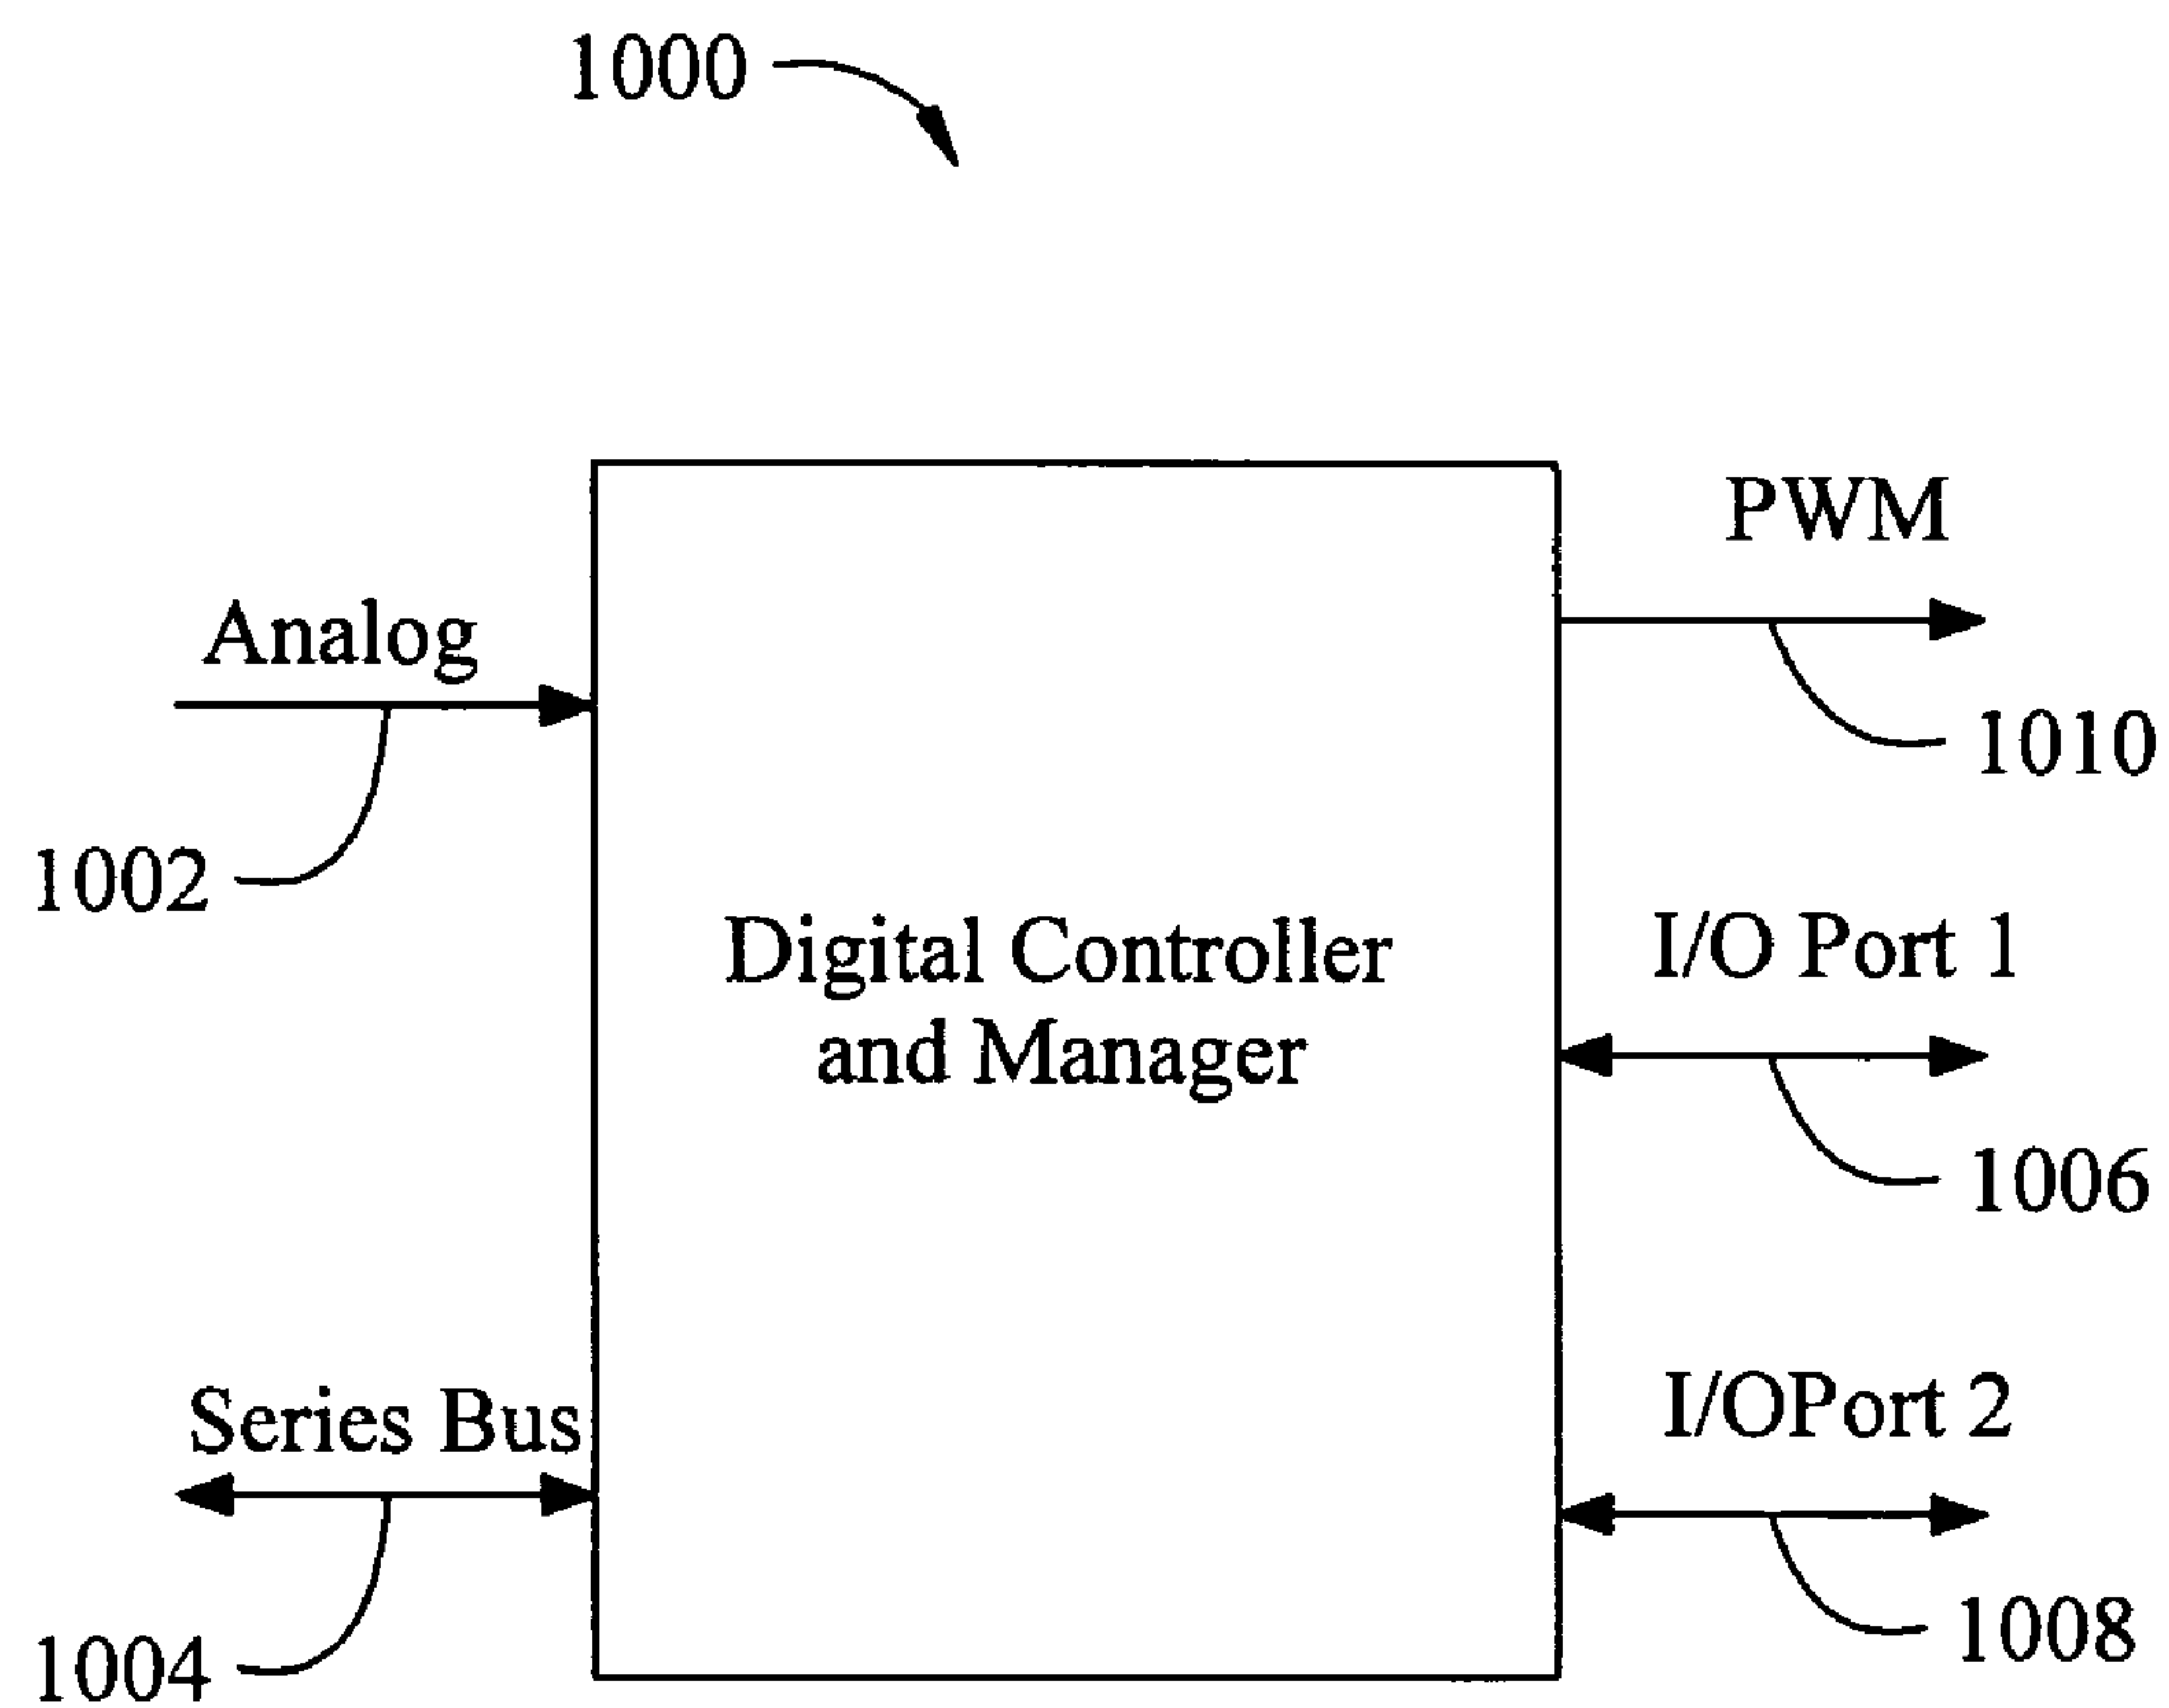 1000
PWM
Analog
1010
1002
Digital Controller
and Manager
I/O Port 1
1006
Series Bus
I/OPort 2
1004
1008